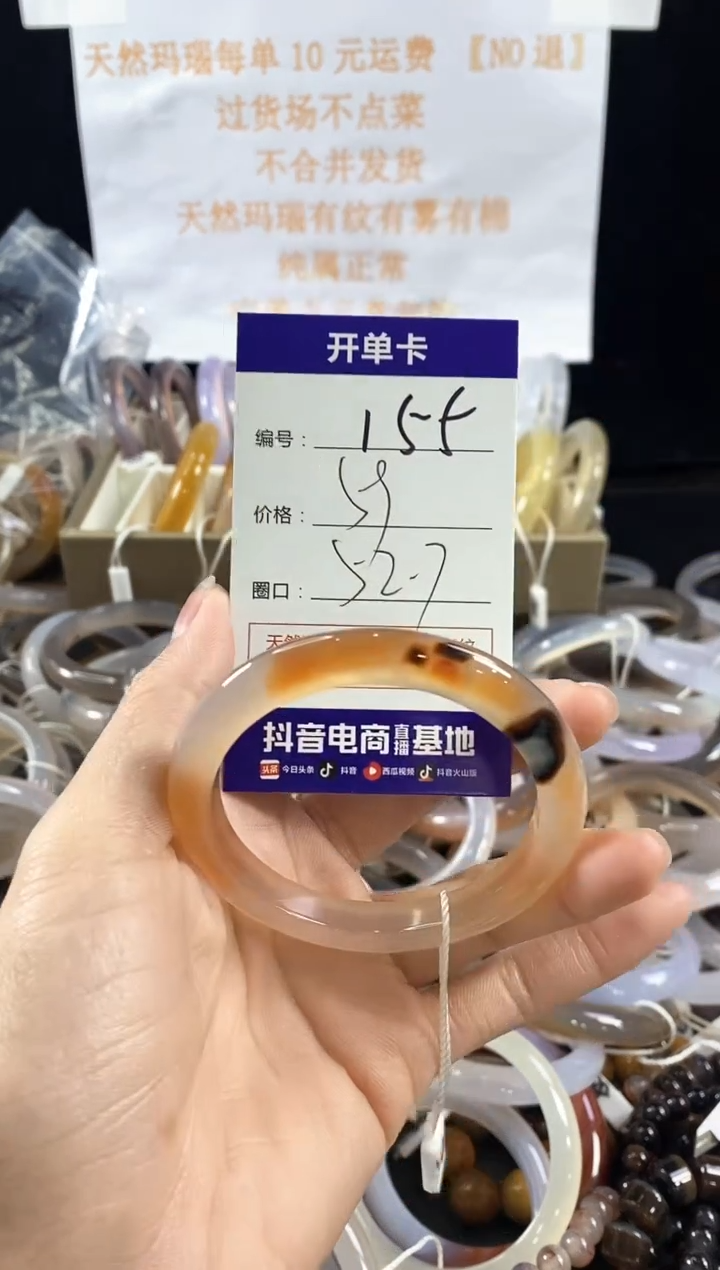 天然玛瑙每单10元运费 【NO退】
过货场不点菜
不合并发货
天然玛瑙有纹有雾有棉
纯属正常
开单卡
编号：155
价格：59
圈口：52.7
抖音电商直播基地
头条 今日头条 抖音 西瓜视频 抖音火山版